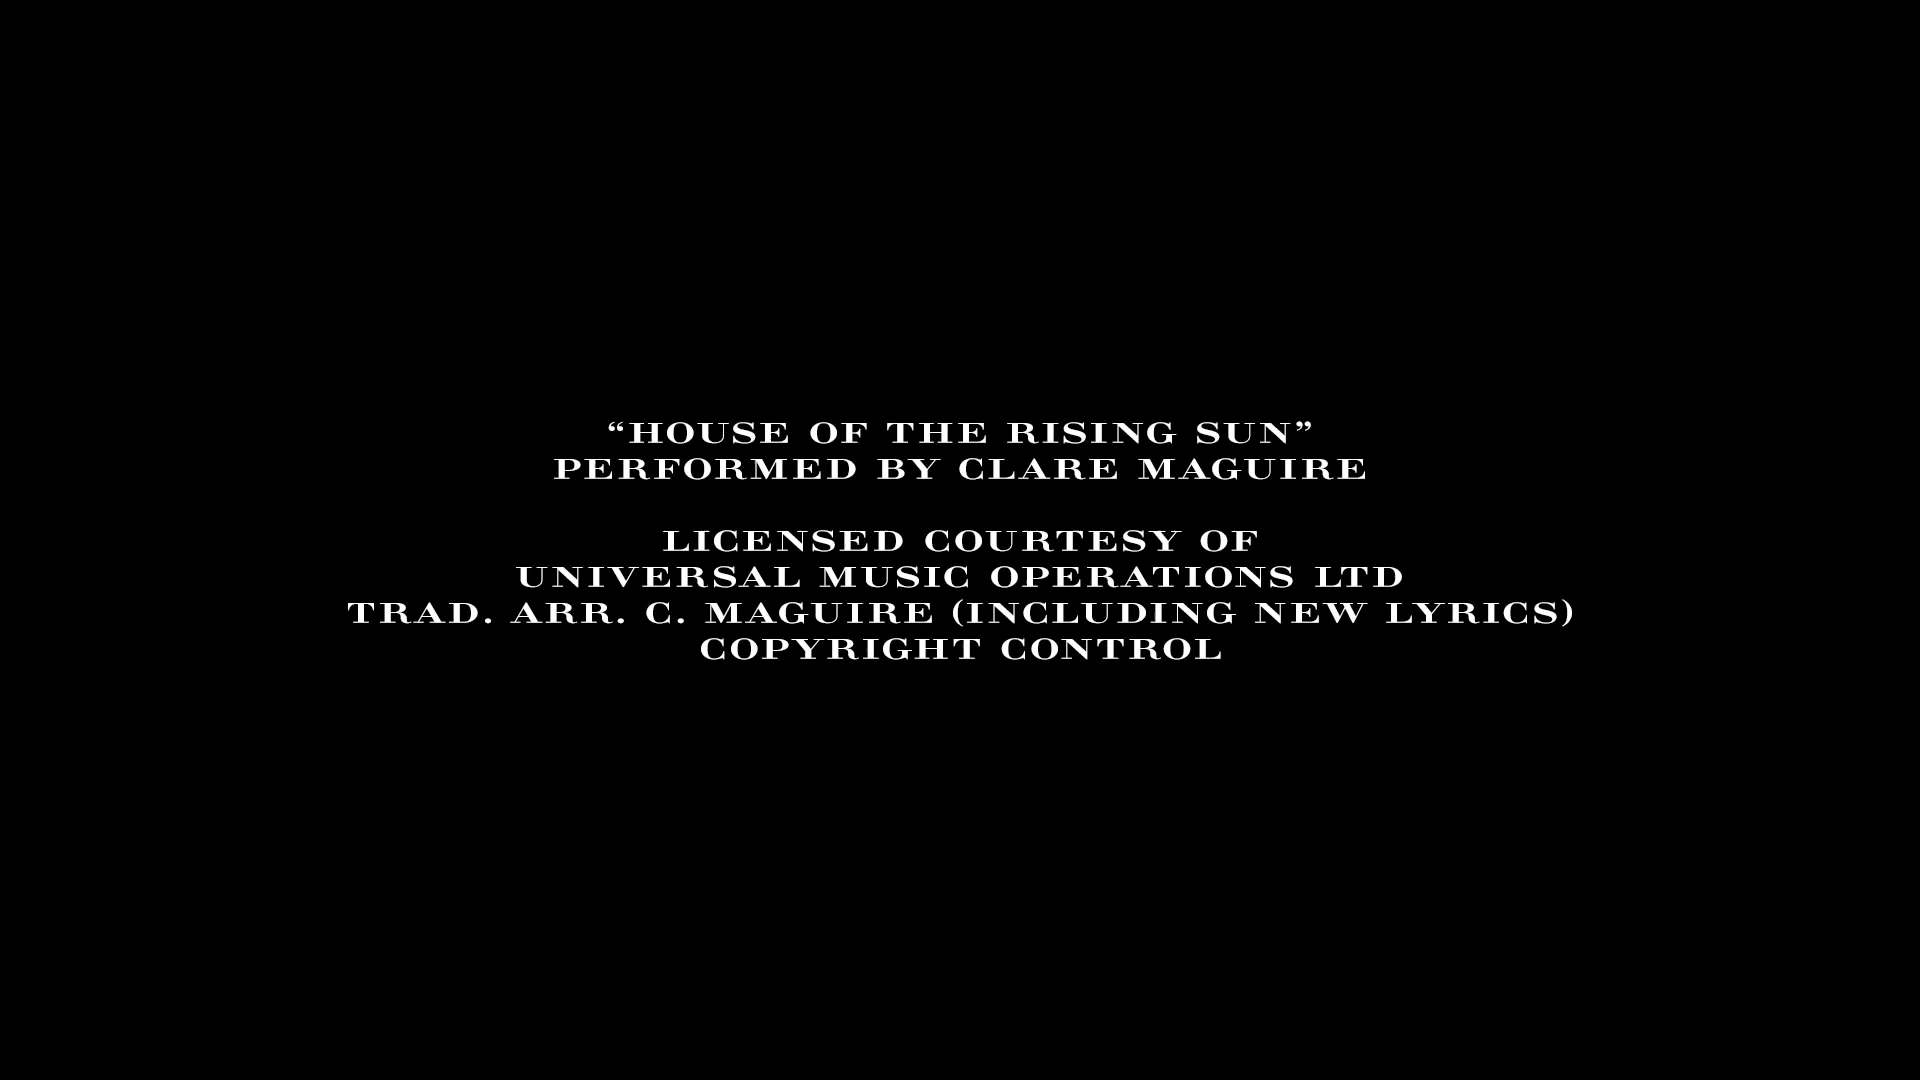 “HOUSE OF THE RISING SUN”
PERFORMED BY CLARE MAGUIRE
LICENSED COURTESY OF
UNIVERSAL MUSIC OPERATIONS LTD
TRAD. ARR. C. MAGUIRE (INCLUDING NEW LYRICS)
COPYRIGHT CONTROL